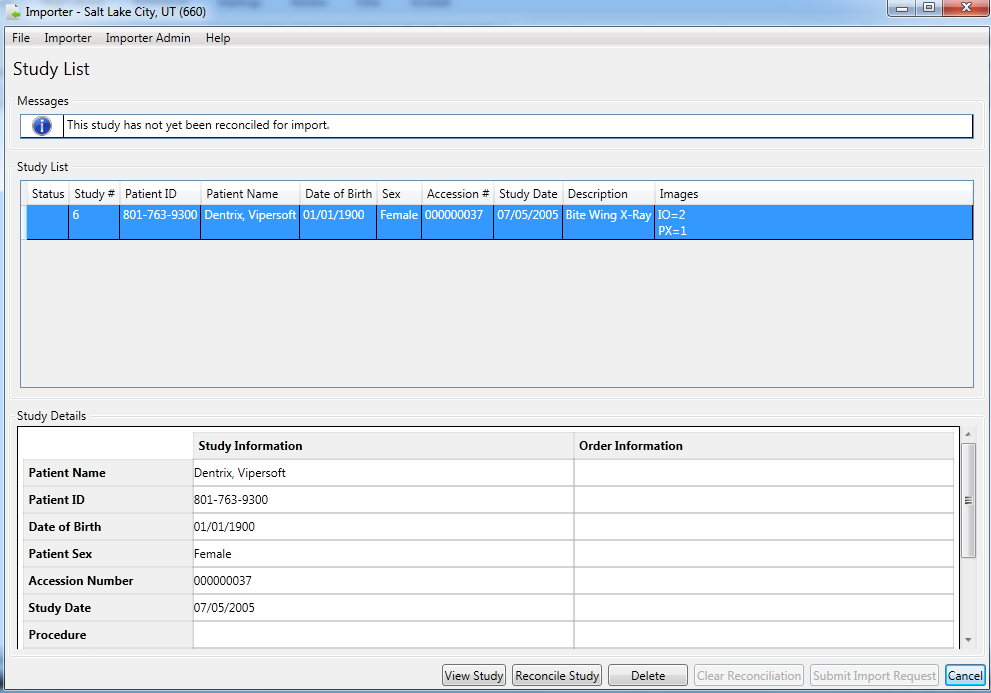 Importer - Salt Lake City, UT (660)
File Importer Importer Admin Help
Study List
Messages
This study has not yet been reconciled for import.
Study List
Status Study # Patient ID Patient Name Date of Birth Sex Accession # Study Date Description Images
6 801-763-9300 Dentrix, Vipersoft 01/01/1900 Female 000000037 07/05/2005 Bite Wing X-Ray IO=2
PX=1
Study Details
Study Information Order Information
Patient Name Dentrix, Vipersoft
Patient ID 801-763-9300
Date of Birth 01/01/1900
Patient Sex Female
Accession Number 000000037
Study Date 07/05/2005
Procedure
View Study Reconcile Study Delete Clear Reconciliation Submit Import Request Cancel